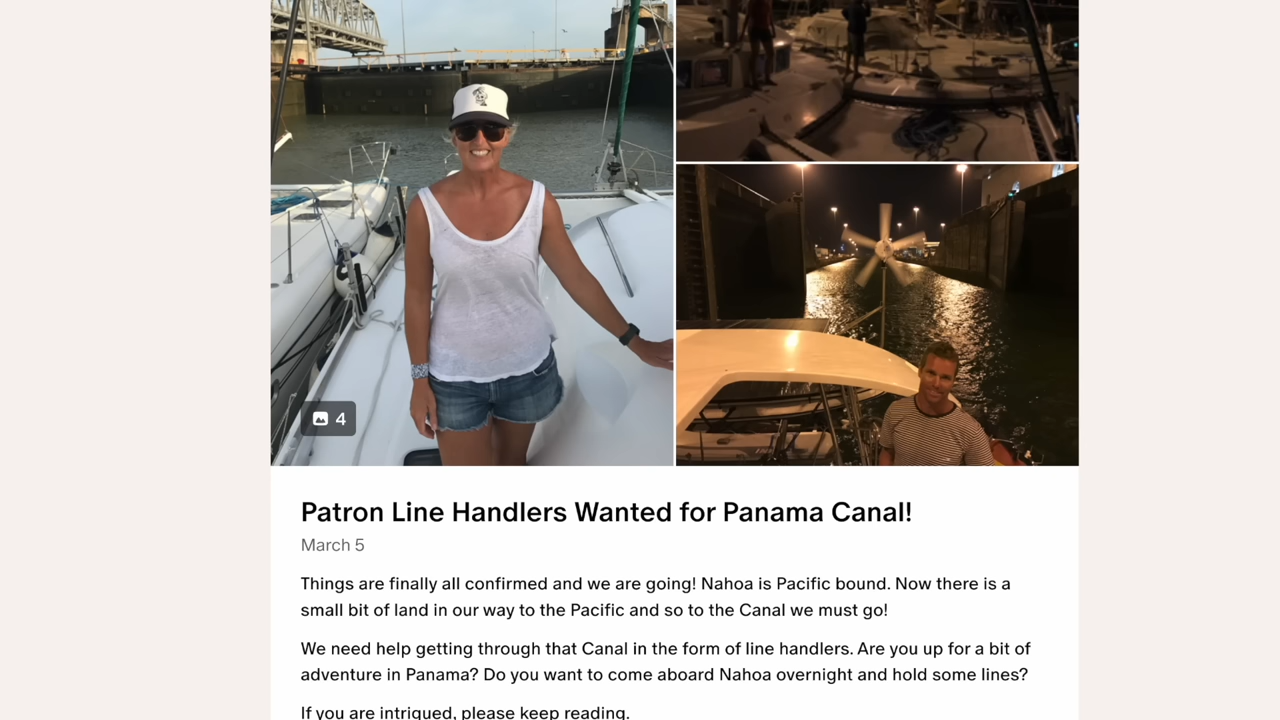 4
Patron Line Handlers Wanted for Panama Canal!
March 5
Things are finally all confirmed and we are going! Nahoa is Pacific bound. Now there is a
small bit of land in our way to the Pacific and so to the Canal we must go!
We need help getting through that Canal in the form of line handlers. Are you up for a bit of
adventure in Panama? Do you want to come aboard Nahoa overnight and hold some lines?
If you are intrigued, please keep reading.